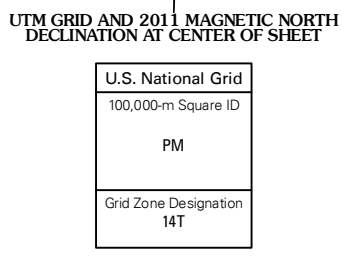 UTM GRID AND 2011 MAGNETIC NORTH
DECLINATION AT CENTER OF SHEET
U.S. National Grid
100,000-m Square ID
PM
Grid Zone Designation
14T